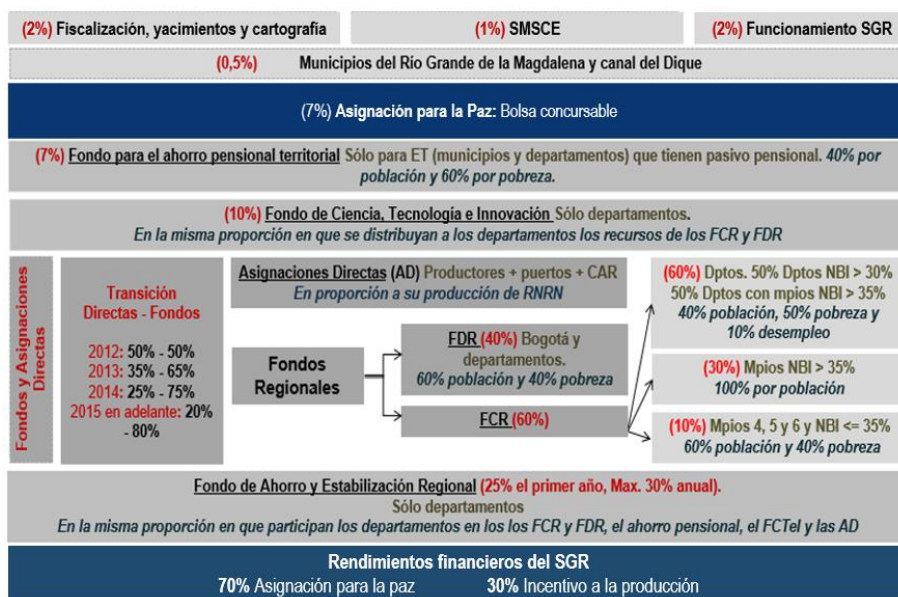 (2%) Fiscalización, yacimientos y cartografía
(1%) SMSCE
(2%) Funcionamiento SGR
(0,5%) Municipios del Río Grande de la Magdalena y canal del Dique
(7%) Asignación para la Paz: Bolsa concursable
(7%) Fondo para el ahorro pensional territorial Sólo para ET (municipios y departamentos) que tienen pasivo pensional. 40% por
población y 60% por pobreza.
(10%) Fondo de Ciencia, Tecnología e Innovación Sólo departamentos.
En la misma proporción en que se distribuyan a los departamentos los recursos de los FCR y FDR
Fondos y Asignaciones
Directas
Transición
Directas - Fondos
2012: 50% - 50%
2013: 35% - 65%
2014: 25% - 75%
2015 en adelante: 20%
- 80%
Asignaciones Directas (AD) Productores + puertos + CAR
En proporción a su producción de RNRN
Fondos
Regionales
FDR (40%) Bogotá y
departamentos.
60% población y 40% pobreza
FCR (60%)
(60%) Dptos. 50% Dptos NBI > 30%
50% Dptos con mpios NBI > 35%
40% población, 50% pobreza y
10% desempleo
(30%) Mpios NBI > 35%
100% por población
(10%) Mpios 4, 5 y 6 y NBI <= 35%
60% población y 40% pobreza
Fondo de Ahorro y Estabilización Regional (25% el primer año, Max. 30% anual).
Sólo departamentos
En la misma proporción en que participan los departamentos en los los FCR y FDR, el ahorro pensional, el FCTeI y las AD
Rendimientos financieros del SGR
70% Asignación para la paz 30% Incentivo a la producción